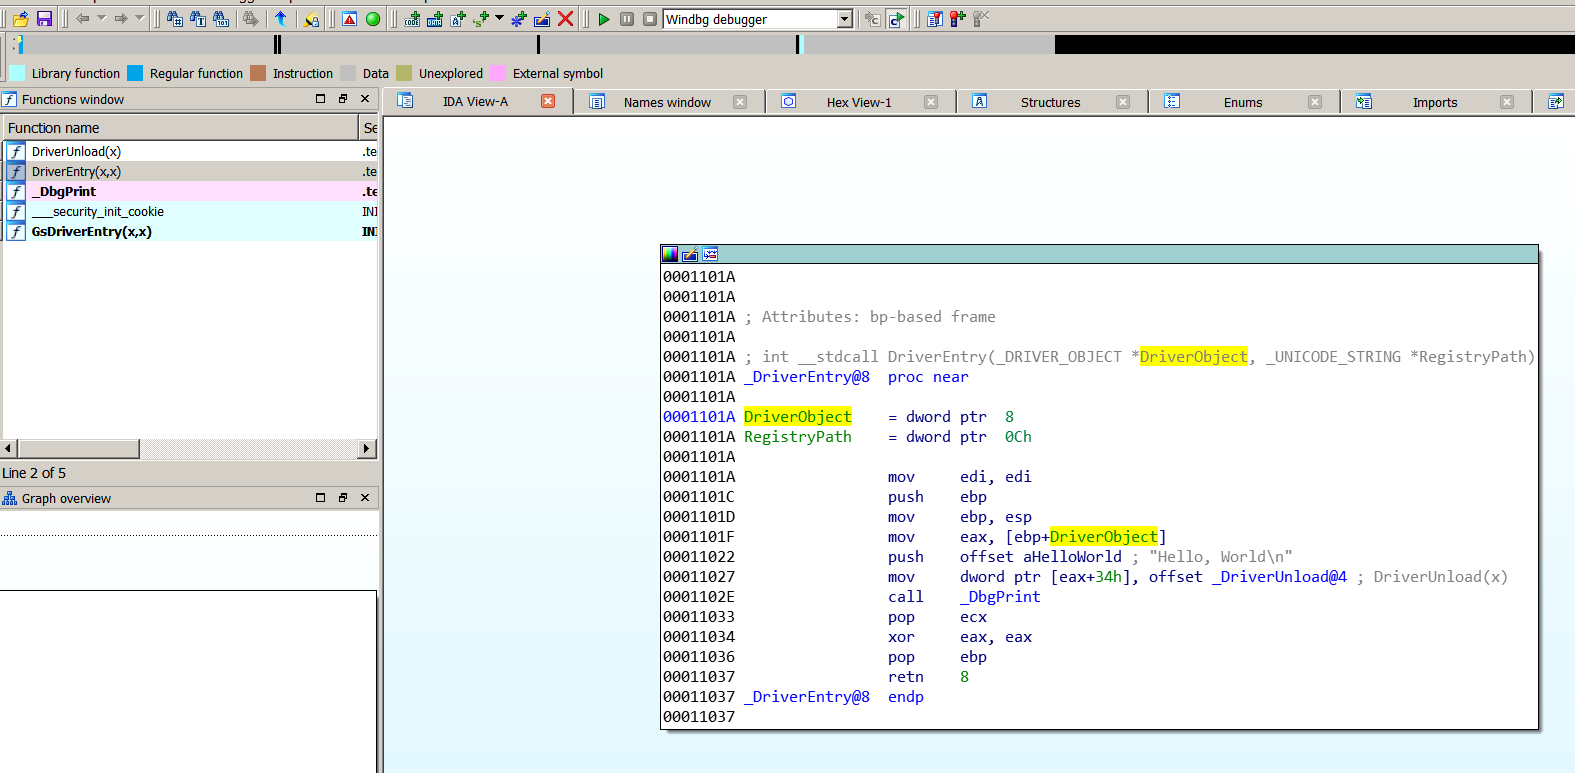 Windbg debugger
Library function Regular function Instruction Data Unexplored External symbol
Functions window
IDA View-A Names window Hex View-1 Structures Enums Imports
Function name Se
DriverUnload(x) .te
DriverEntry(x,x) .te
_DbgPrint .te
___security_init_cookie INI
GsDriverEntry(x,x) INI
Line 2 of 5
Graph overview
0001101A
0001101A
0001101A ; Attributes: bp-based frame
0001101A
0001101A ; int __stdcall DriverEntry(_DRIVER_OBJECT *DriverObject, _UNICODE_STRING *RegistryPath)
0001101A _DriverEntry@8 proc near
0001101A
0001101A DriverObject = dword ptr 8
0001101A RegistryPath = dword ptr 0Ch
0001101A
0001101A mov edi, edi
0001101C push ebp
0001101D mov ebp, esp
0001101F mov eax, [ebp+DriverObject]
00011022 push offset aHelloWorld ; "Hello, World\n"
00011027 mov dword ptr [eax+34h], offset _DriverUnload@4 ; DriverUnload(x)
0001102E call _DbgPrint
00011033 pop ecx
00011034 xor eax, eax
00011036 pop ebp
00011037 retn 8
00011037 _DriverEntry@8 endp
00011037